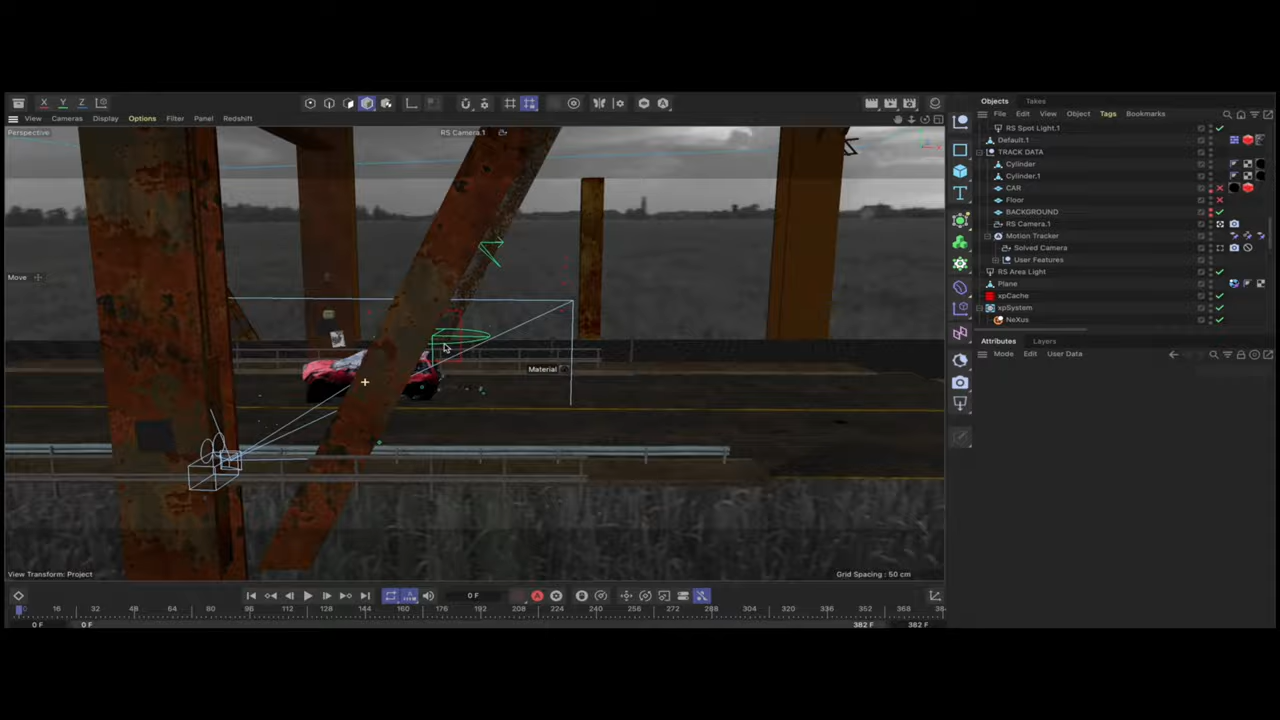 X Y Z
Objects Takes
View Cameras Display Options Filter Panel Redshift
File Edit View Object Tags Bookmarks
Perspective
RS Camera.1
RS Spot Light.1
Default.1
TRACK DATA
Cylinder
Cylinder.1
CAR
Floor
BACKGROUND
RS Camera.1
Motion Tracker
Solved Camera
User Features
RS Area Light
Plane
xpCache
xpSystem
NeXus
Move
Material
Attributes Layers
Mode Edit User Data
View Transform: Project
Grid Spacing : 50 cm
0 F
16 32 48 64 80 96 112 128 144 160 176 192 208 224 240 256 272 288 304 320 336 352 368
0 F 0 F 382 F 382 F